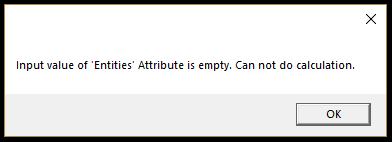 Input value of 'Entities' Attribute is empty. Can not do calculation.
OK